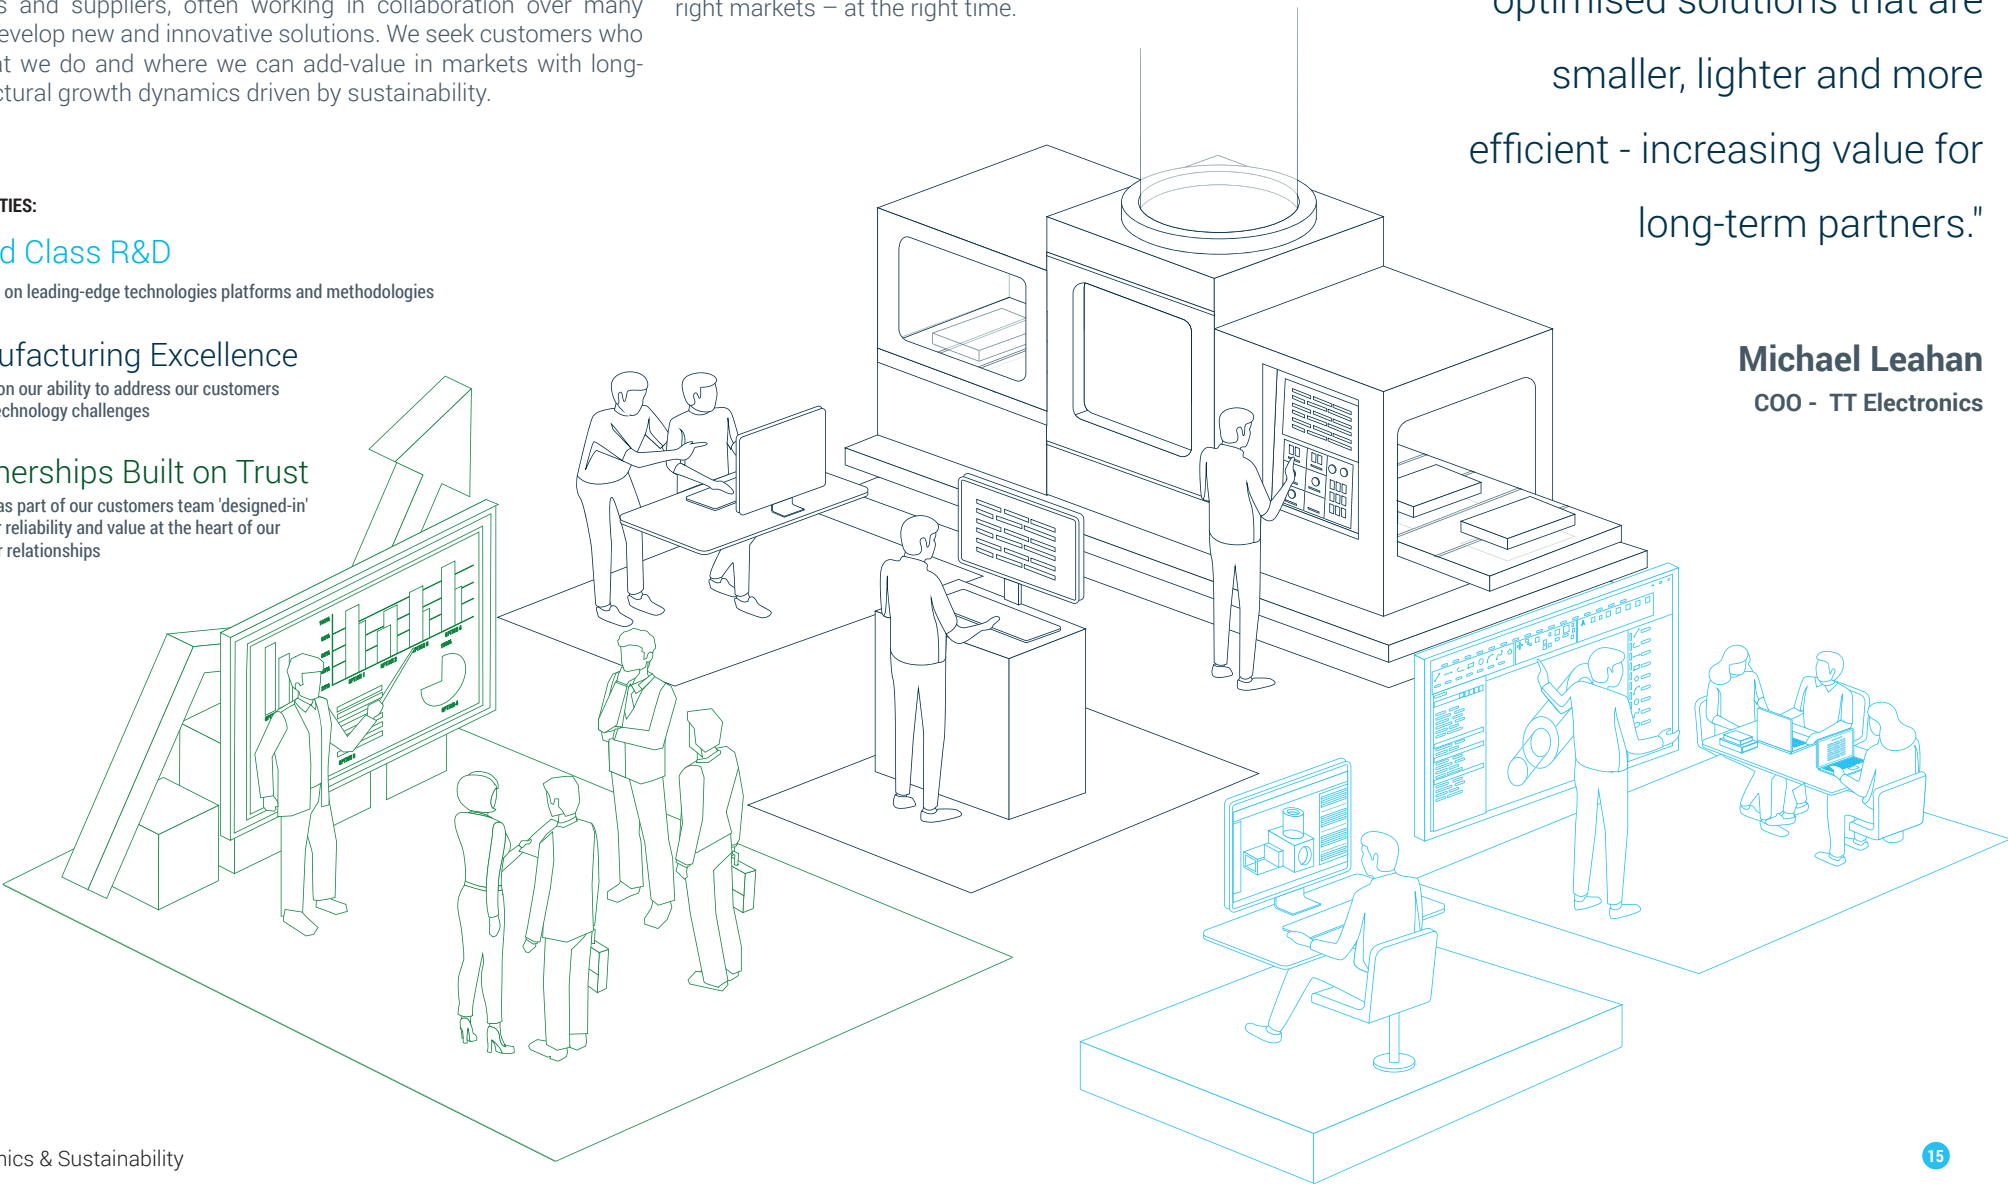 s and suppliers, often working in collaboration over many
evelop new and innovative solutions. We seek customers who
at we do and where we can add-value in markets with long-
ctural growth dynamics driven by sustainability.
right markets – at the right time.
optimised solutions that are
smaller, lighter and more
efficient - increasing value for
long-term partners."
Michael Leahan
COO - TT Electronics
TIES:
d Class R&D
on leading-edge technologies platforms and methodologies
ufacturing Excellence
on our ability to address our customers
echnology challenges
nerships Built on Trust
as part of our customers team 'designed-in'
r reliability and value at the heart of our
r relationships
nics & Sustainability
15